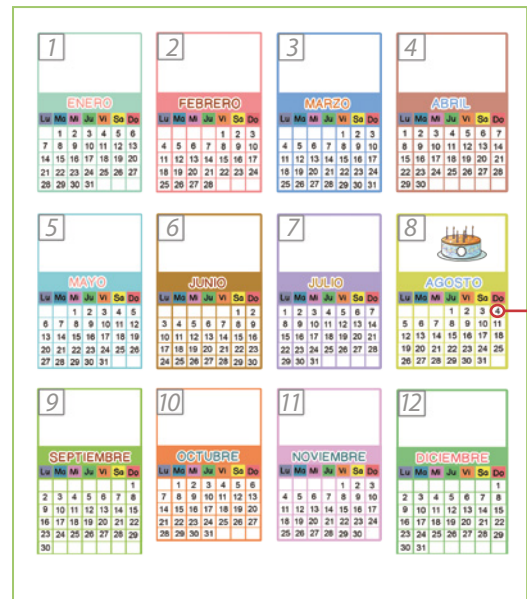 1
ENERO
Lu Ma Mi Ju Vi Sa Do
1 2 3 4 5 6
7 8 9 10 11 12 13
14 15 16 17 18 19 20
21 22 23 24 25 26 27
28 29 30 31
2
FEBRERO
Lu Ma Mi Ju Vi Sa Do
1 2 3
4 5 6 7 8 9 10
11 12 13 14 15 16 17
18 19 20 21 22 23 24
25 26 27 28
3
MARZO
Lu Ma Mi Ju Vi Sa Do
1 2 3
4 5 6 7 8 9 10
11 12 13 14 15 16 17
18 19 20 21 22 23 24
25 26 27 28 29 30 31
4
ABRIL
Lu Ma Mi Ju Vi Sa Do
1 2 3 4 5 6 7
8 9 10 11 12 13 14
15 16 17 18 19 20 21
22 23 24 25 26 27 28
29 30
5
MAYO
Lu Ma Mi Ju Vi Sa Do
1 2 3 4 5
6 7 8 9 10 11 12
13 14 15 16 17 18 19
20 21 22 23 24 25 26
27 28 29 30 31
6
JUNIO
Lu Ma Mi Ju Vi Sa Do
1 2
3 4 5 6 7 8 9
10 11 12 13 14 15 16
17 18 19 20 21 22 23
24 25 26 27 28 29 30
7
JULIO
Lu Ma Mi Ju Vi Sa Do
1 2 3 4 5 6 7
8 9 10 11 12 13 14
15 16 17 18 19 20 21
22 23 24 25 26 27 28
29 30 31
8
AGOSTO
Lu Ma Mi Ju Vi Sa Do
1 2 3 4
5 6 7 8 9 10 11
12 13 14 15 16 17 18
19 20 21 22 23 24 25
26 27 28 29 30 31
9
SEPTIEMBRE
Lu Ma Mi Ju Vi Sa Do
1
2 3 4 5 6 7 8
9 10 11 12 13 14 15
16 17 18 19 20 21 22
23 24 25 26 27 28 29
30
10
OCTUBRE
Lu Ma Mi Ju Vi Sa Do
1 2 3 4 5 6
7 8 9 10 11 12 13
14 15 16 17 18 19 20
21 22 23 24 25 26 27
28 29 30 31
11
NOVIEMBRE
Lu Ma Mi Ju Vi Sa Do
1 2 3
4 5 6 7 8 9 10
11 12 13 14 15 16 17
18 19 20 21 22 23 24
25 26 27 28 29 30
12
DICIEMBRE
Lu Ma Mi Ju Vi Sa Do
1
2 3 4 5 6 7 8
9 10 11 12 13 14 15
16 17 18 19 20 21 22
23 24 25 26 27 28 29
30 31